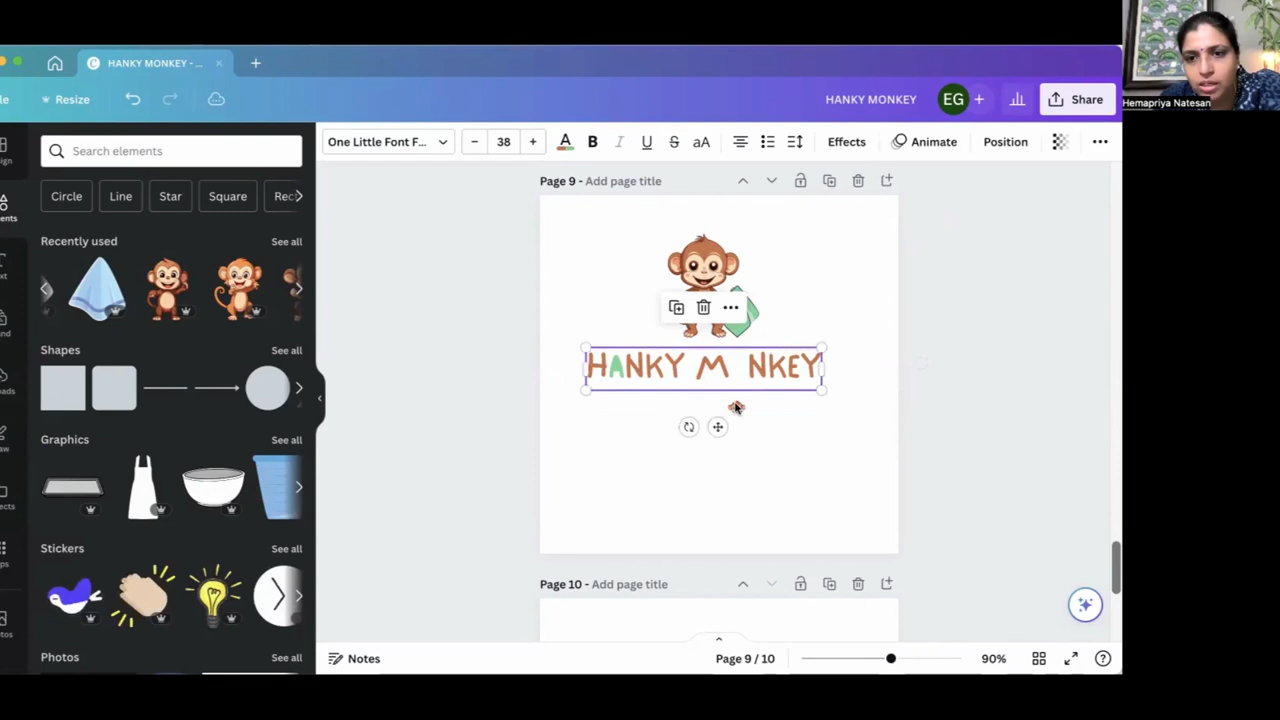 HANKY MONKEY - ...
Resize
HANKY MONKEY
EG
Share
Hemapriya Natesan
Search elements
One Little Font F...
38
A
B
I
U
S
aA
Effects
Animate
Position
Circle
Line
Star
Square
Page 9 - Add page title
Recently used
See all
HANKY M NKEY
Shapes
See all
Graphics
See all
Stickers
See all
Page 10 - Add page title
Photos
See all
Notes
Page 9 / 10
90%